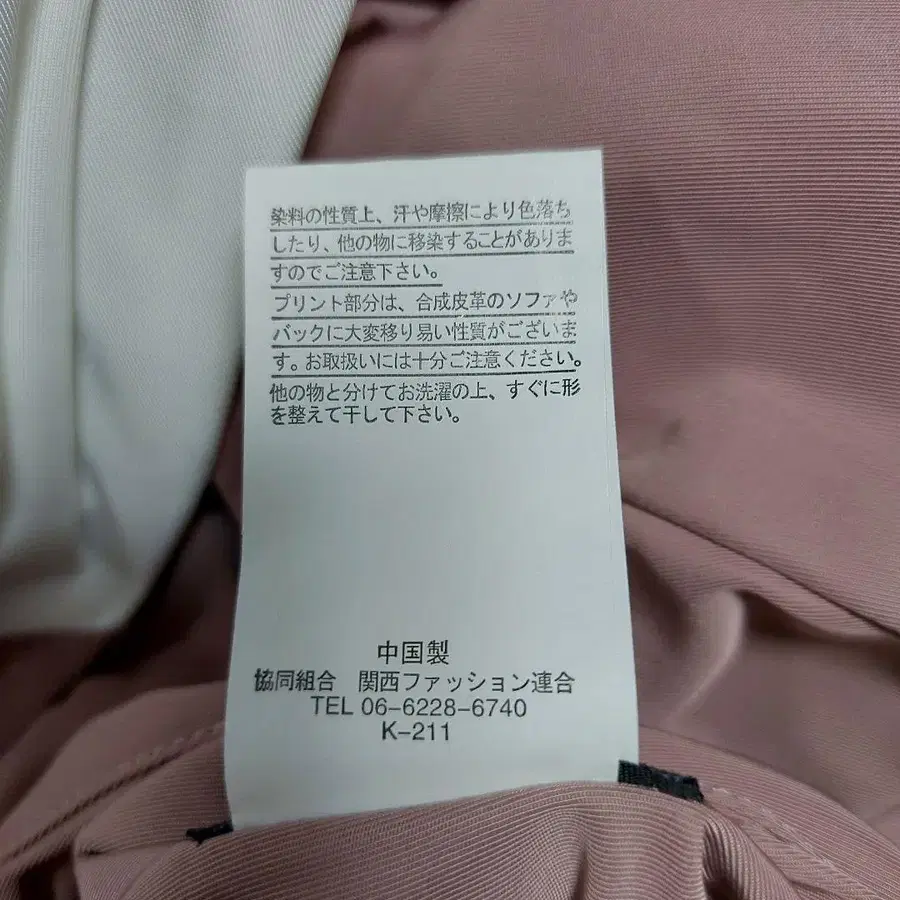 染料の性質上、汗や摩擦により色落ち
したり、他の物に移染することがありま
すのでご注意下さい。
プリント部分は、合成皮革のソファや
バックに大変移り易い性質がございま
す。お取扱いには十分ご注意ください。
他の物と分けてお洗濯の上、すぐに形
を整えて干して下さい。
中国製
協同組合　関西ファッション連合
TEL 06-6228-6740
K-211